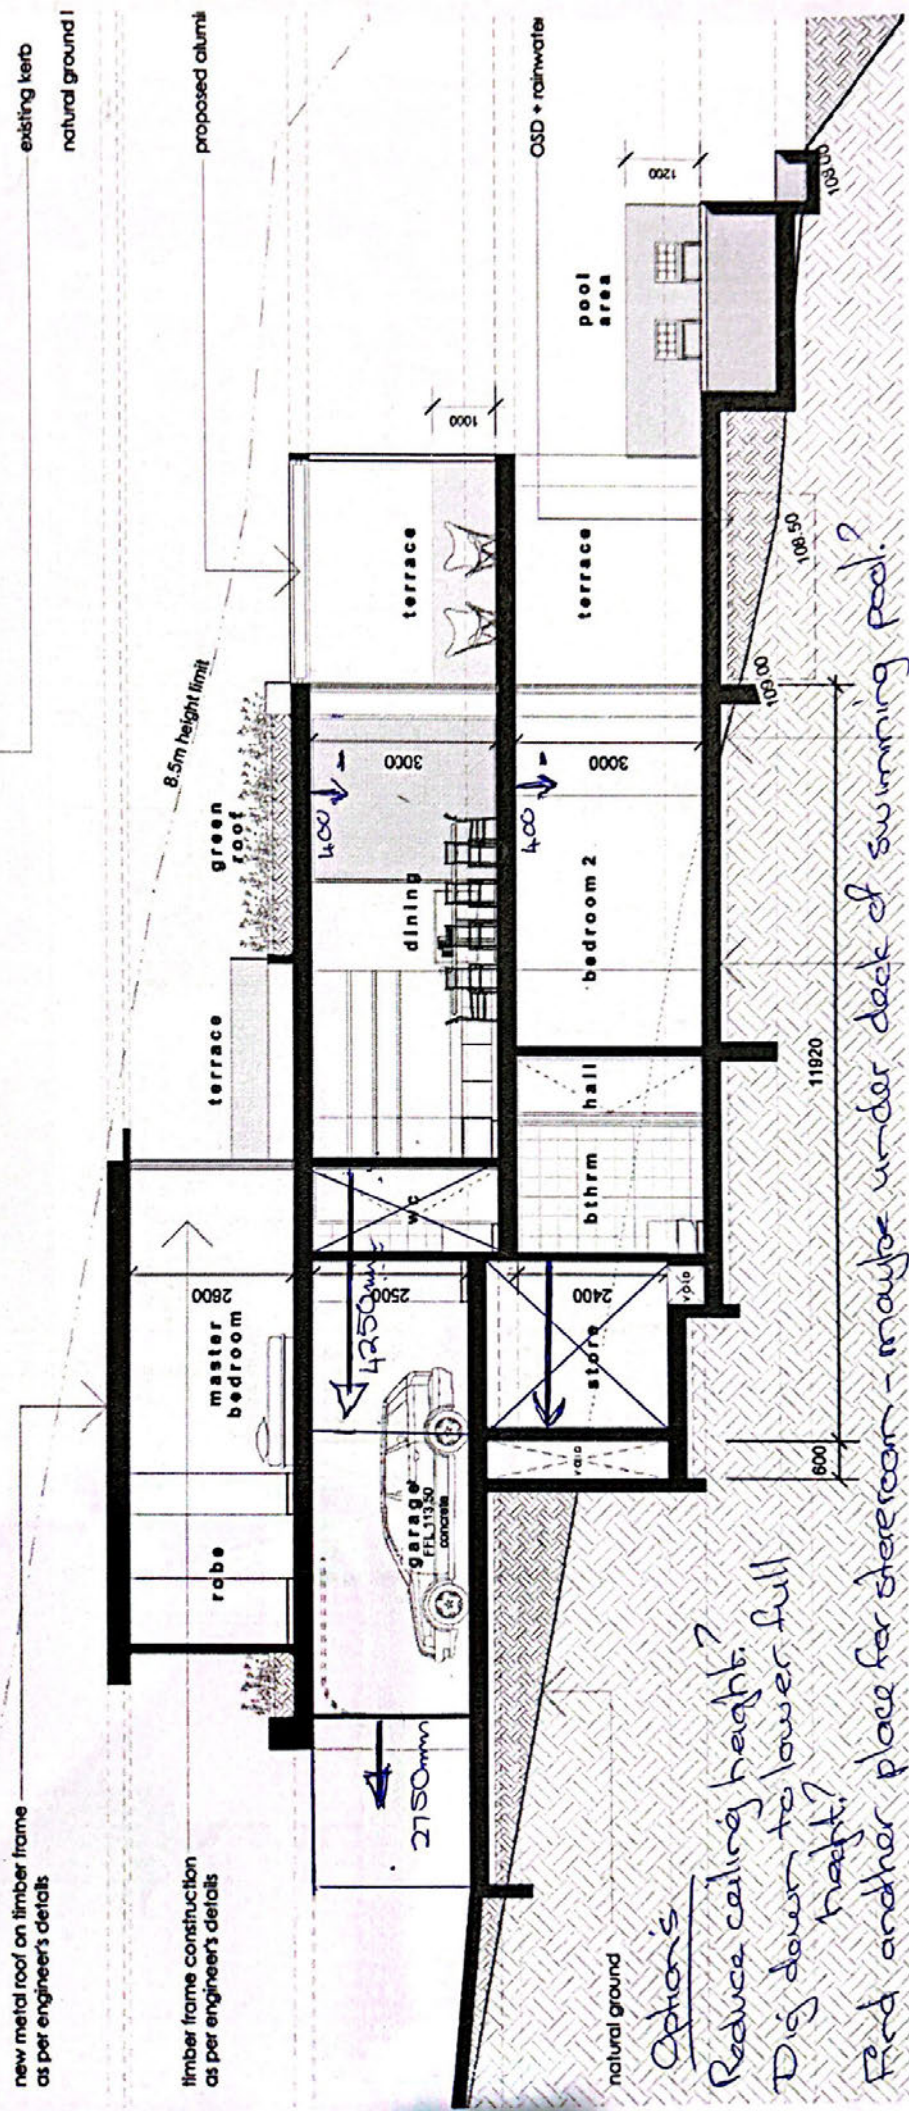 existing kerb
natural ground l
new metal roof on timber frame
as per engineer's details
proposed alumi
8.5m height limit
timber frame construction
as per engineer's details
terrace
green
roof
robe
master
bedroom
2600
400
3000
1000
terrace
dining
wc
4250mm
2500
garage
FFL 113.50
concrete
2750mm
OSD + rainwater
400
3000
terrace
bedroom 2
hall
bthrm
store
2400
void
void
pool
area
1200
108.00
108.50
109.00
11920
600
natural ground
Option's
Reduce ceiling height?
Dig down to lower full
height?
Find another place for storeroom - maybe under deck of swimming pool?